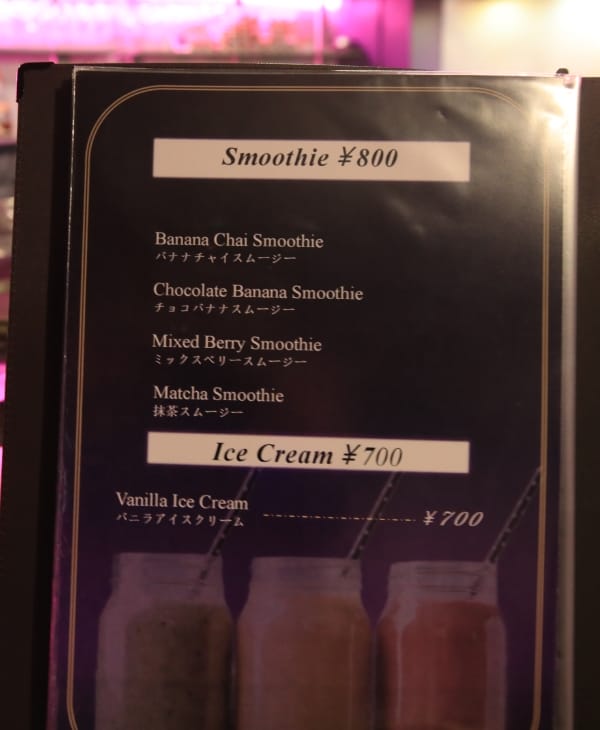 Smoothie ¥800
Banana Chai Smoothie
バナナチャイスムージー
Chocolate Banana Smoothie
チョコバナナスムージー
Mixed Berry Smoothie
ミックスベリースムージー
Matcha Smoothie
抹茶スムージー
Ice Cream ¥700
Vanilla Ice Cream
バニラアイスクリーム
¥700